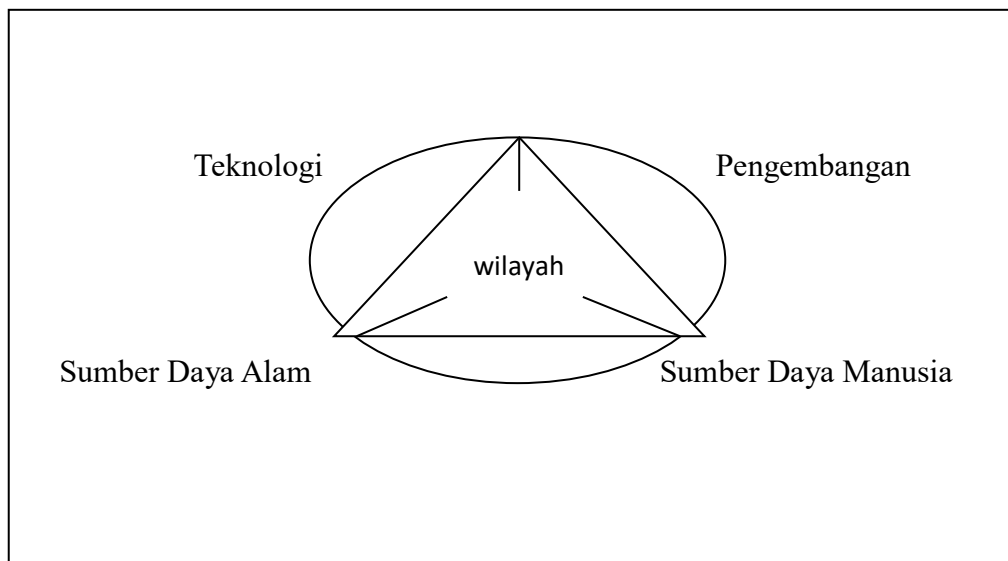 Teknologi
Pengembangan
wilayah
Sumber Daya Alam
Sumber Daya Manusia